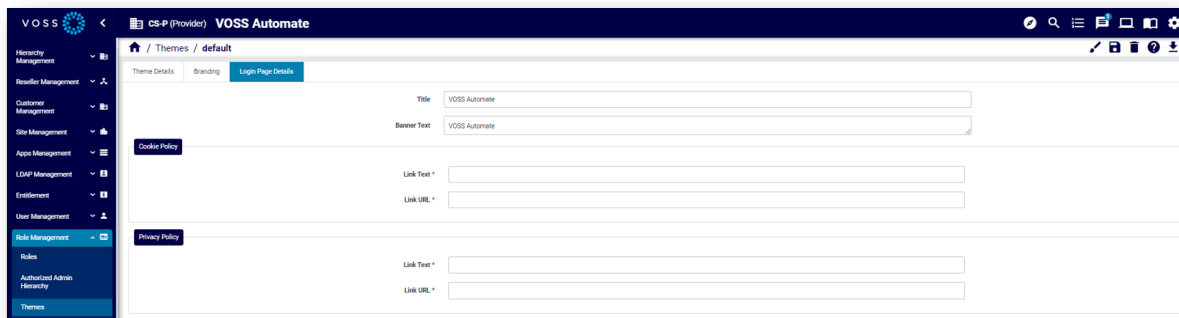 VOSS
CS-P (Provider) VOSS Automate
1
Hierarchy
Management
Reseller Management
Customer
Management
Site Management
Apps Management
LDAP Management
Entitlement
User Management
Role Management
Roles
Authorized Admin
Hierarchy
Themes
/ Themes / default
Theme Details Branding Login Page Details
Title VOSS Automate
Banner Text VOSS Automate
Cookie Policy
Link Text *
Link URL *
Privacy Policy
Link Text *
Link URL *